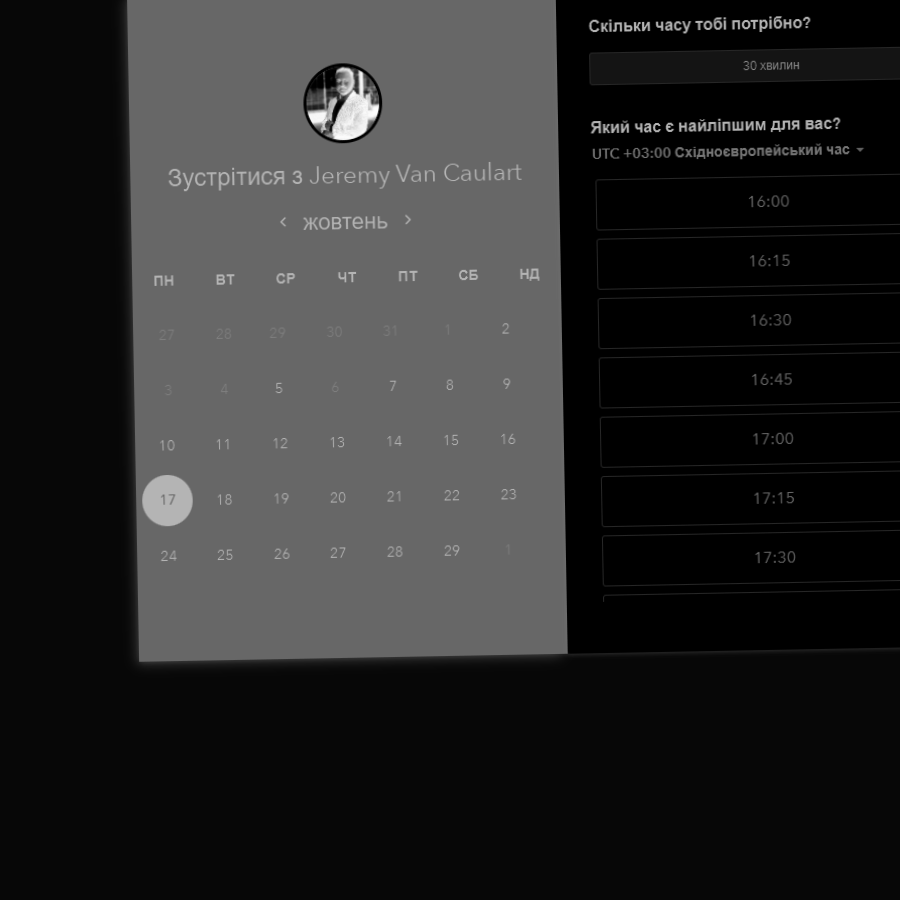 Зустрітися з Jeremy Van Caulart
жовтень
ПН ВТ СР ЧТ ПТ СБ НД
27 28 29 30 31 1 2
3 4 5 6 7 8 9
10 11 12 13 14 15 16
17 18 19 20 21 22 23
24 25 26 27 28 29 1
Скільки часу тобі потрібно?
30 хвилин
Який час є найліпшим для вас?
UTC +03:00 Східноєвропейський час
16:00
16:15
16:30
16:45
17:00
17:15
17:30